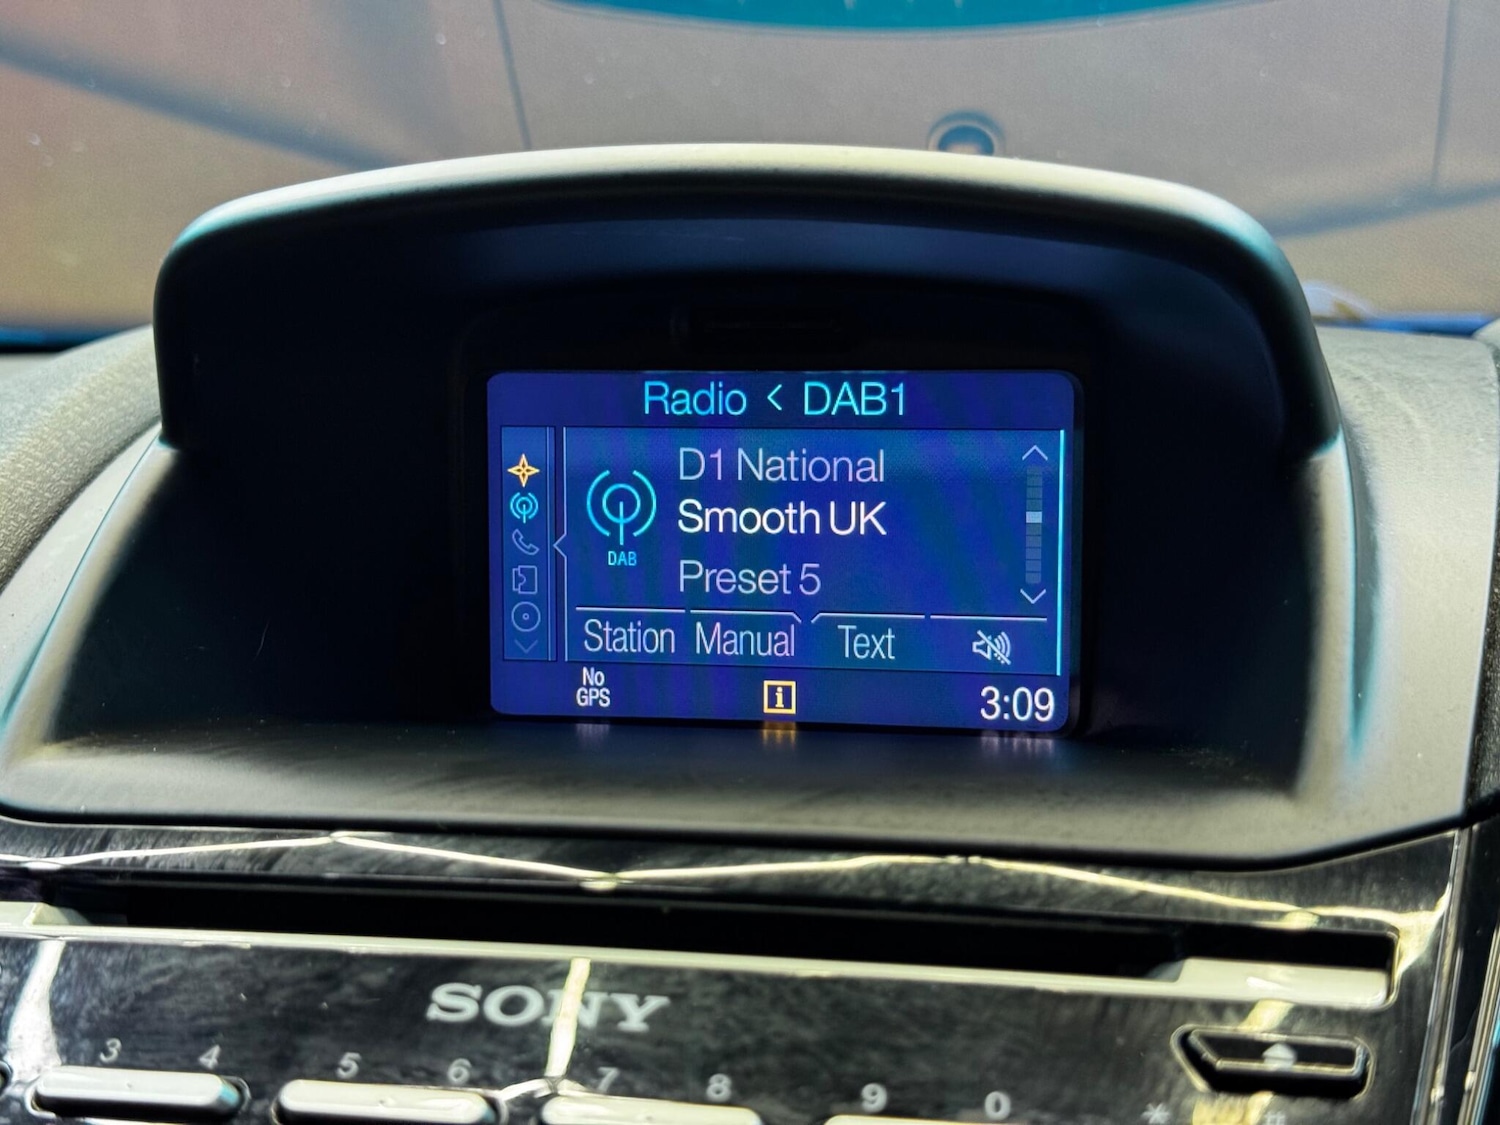 Radio < DAB1
D1 National
Smooth UK
DAB
Preset 5
Station Manual Text
No
GPS
i
3:09
SONY
3 4 5 6 7 8 9 0 * #